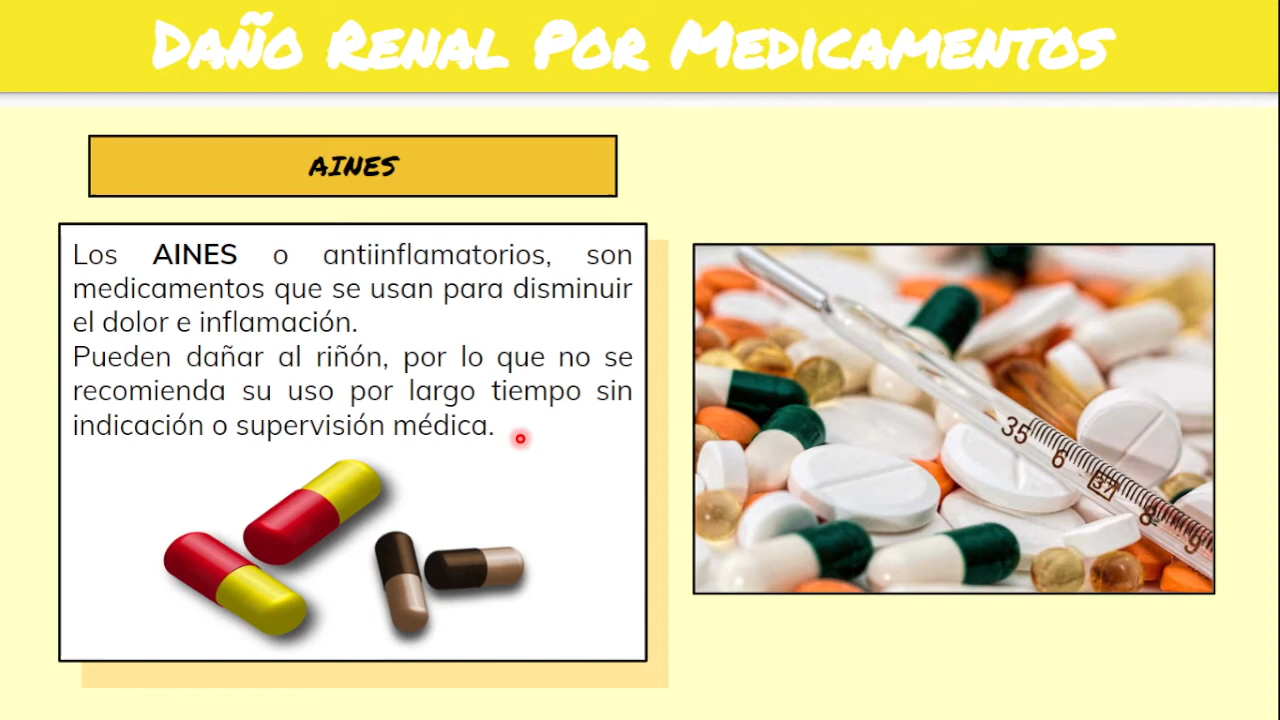 Daño Renal Por Medicamentos
AINES
Los AINES o antiinflamatorios, son
medicamentos que se usan para disminuir
el dolor e inflamación.
Pueden dañar al riñón, por lo que no se
recomienda su uso por largo tiempo sin
indicación o supervisión médica.
35
6
37
8
9